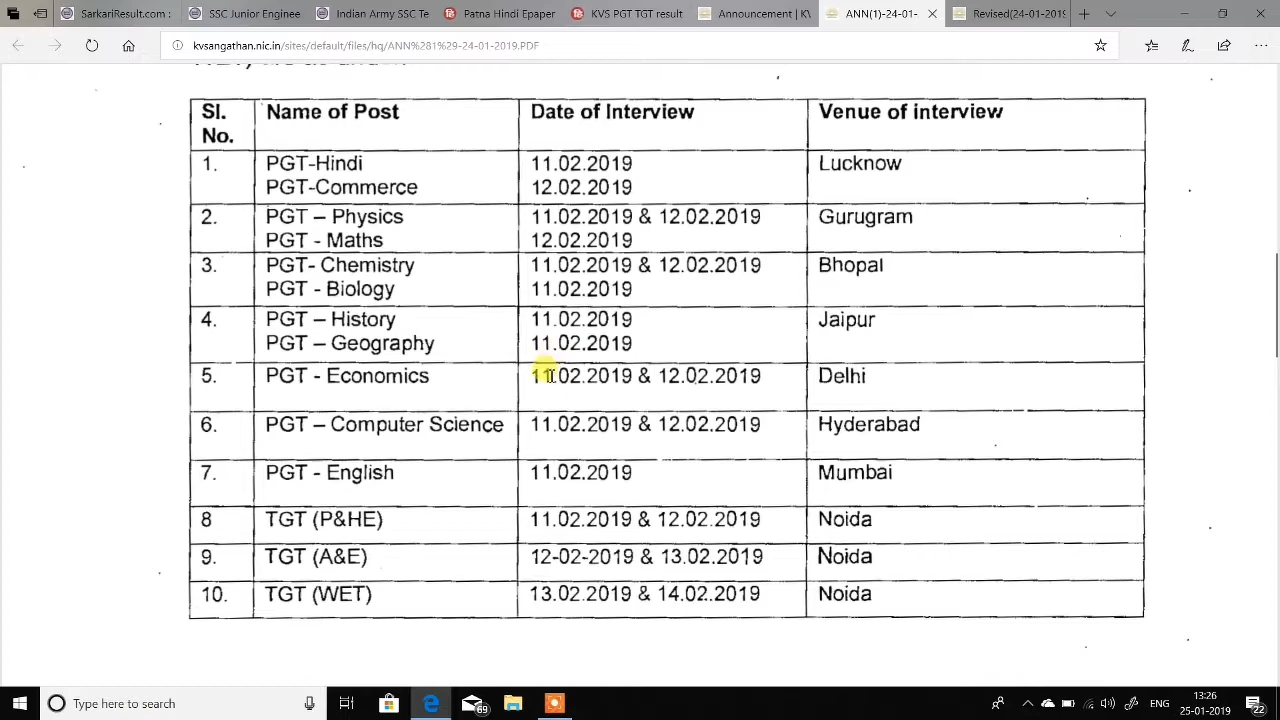 SarkariExam.com :
SSC Junior Engine
Indian Army SSC Te
Patna Hindi Epaper
KVS PGT TGT result
Announcement | KV
ANN(1)-24-01-
Revised(24-01-2019
kvsangathan.nic.in/sites/default/files/hq/ANN%281%29-24-01-2019.PDF
Sl. No. Name of Post Date of Interview Venue of interview
1. PGT-Hindi 11.02.2019 Lucknow
PGT-Commerce 12.02.2019
2. PGT – Physics 11.02.2019 & 12.02.2019 Gurugram
PGT - Maths 12.02.2019
3. PGT- Chemistry 11.02.2019 & 12.02.2019 Bhopal
PGT - Biology 11.02.2019
4. PGT – History 11.02.2019 Jaipur
PGT – Geography 11.02.2019
5. PGT - Economics 11.02.2019 & 12.02.2019 Delhi
6. PGT – Computer Science 11.02.2019 & 12.02.2019 Hyderabad
7. PGT - English 11.02.2019 Mumbai
8 TGT (P&HE) 11.02.2019 & 12.02.2019 Noida
9. TGT (A&E) 12-02-2019 & 13.02.2019 Noida
10. TGT (WET) 13.02.2019 & 14.02.2019 Noida
Type here to search
69
ENG
13:26
25-01-2019
22